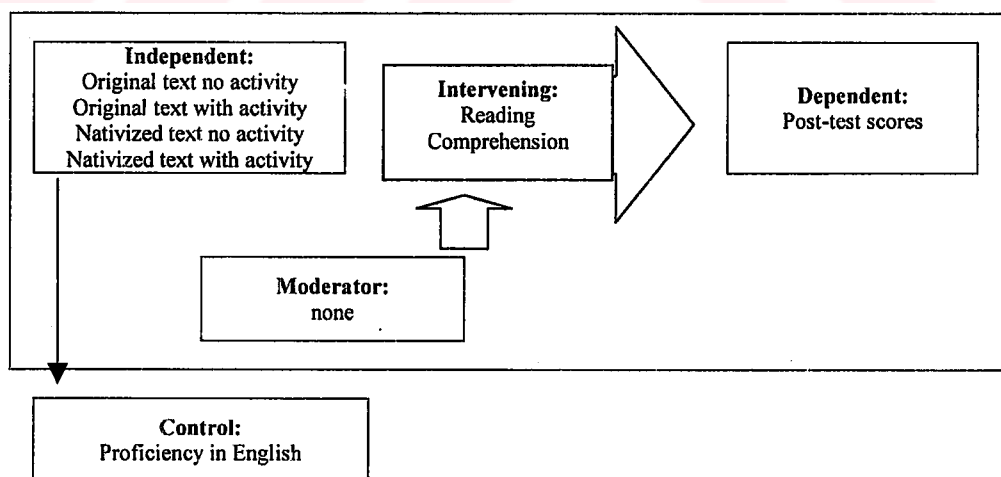 Independent:
Original text no activity
Original text with activity
Nativized text no activity
Nativized text with activity
Intervening:
Reading
Comprehension
Dependent:
Post-test scores
Moderator:
none
Control:
Proficiency in English